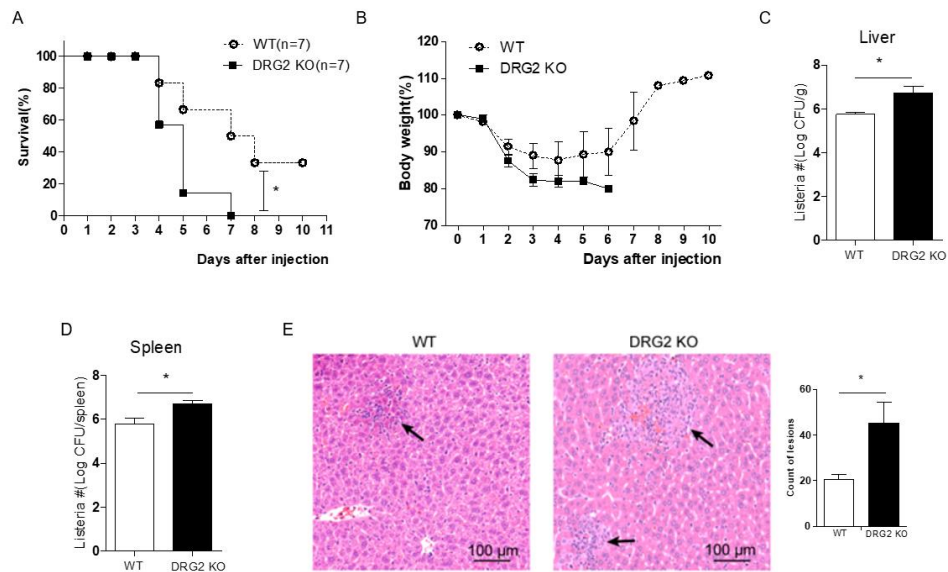 A
WT(n=7)
DRG2 KO(n=7)
Survival(%)
100
80
60
40
20
0
*
0 1 2 3 4 5 6 7 8 9 10 11
Days after injection
B
WT
DRG2 KO
Body weight(%)
120
110
100
90
80
70
0 1 2 3 4 5 6 7 8 9 10
Days after injection
C
Liver
*
Listeria #(Log CFU/g)
8
6
4
2
0
WT DRG2 KO
D
Spleen
*
Listeria #(Log CFU/spleen)
8
6
4
2
0
WT DRG2 KO
E
WT
100 µm
DRG2 KO
100 µm
*
Count of lesions
60
40
20
0
WT DRG2 KO